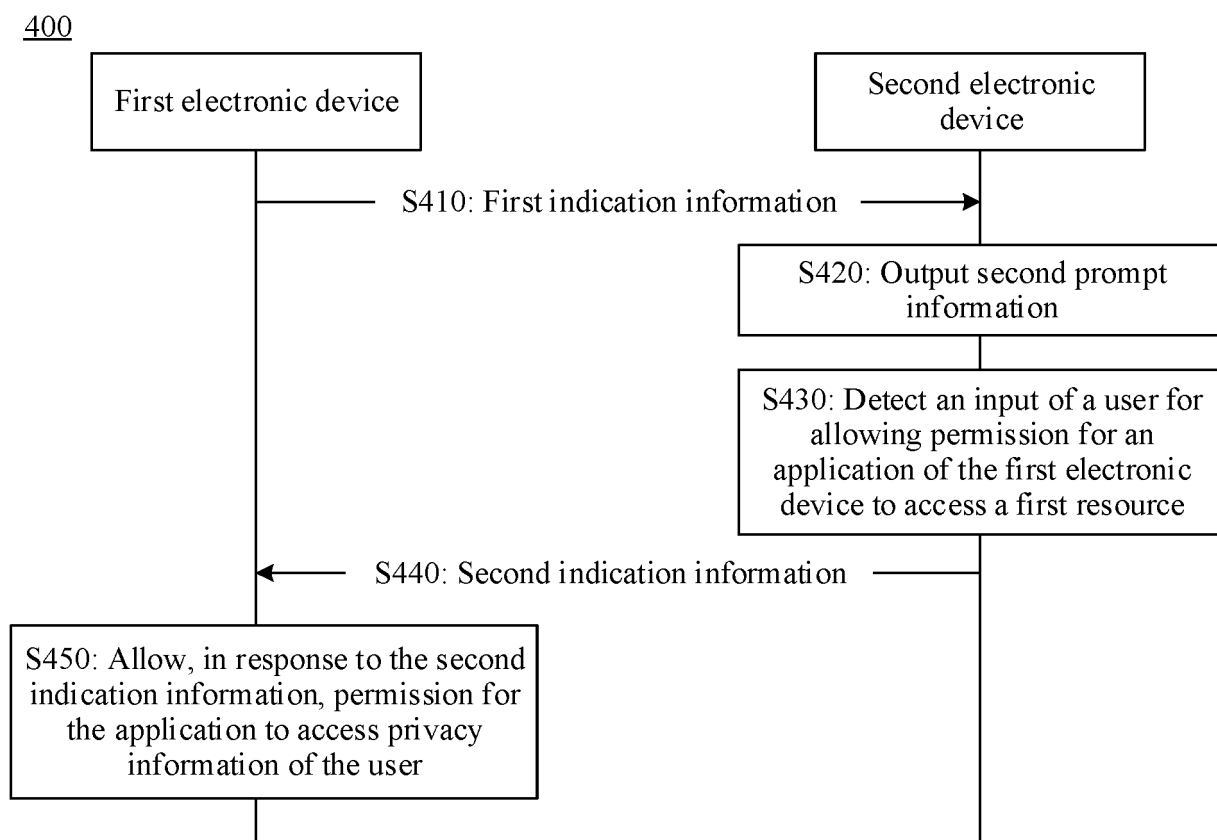 400
First electronic device
Second electronic
device
S410: First indication information
S420: Output second prompt
information
S430: Detect an input of a user for
allowing permission for an
application of the first electronic
device to access a first resource
S440: Second indication information
S450: Allow, in response to the second
indication information, permission for
the application to access privacy
information of the user